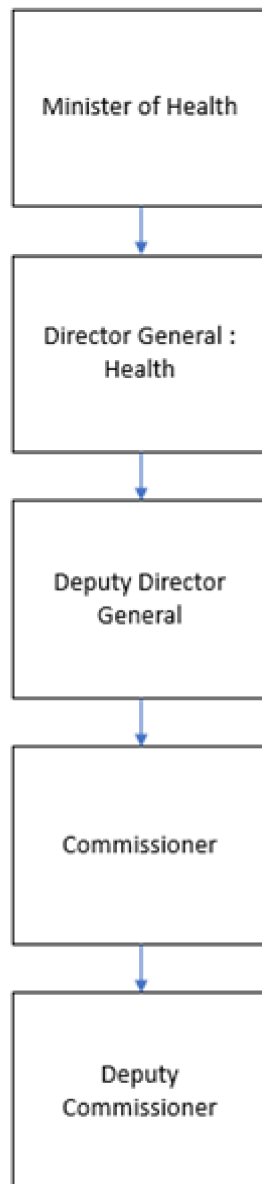 Minister of Health
Director General :
Health
Deputy Director
General
Commissioner
Deputy
Commissioner